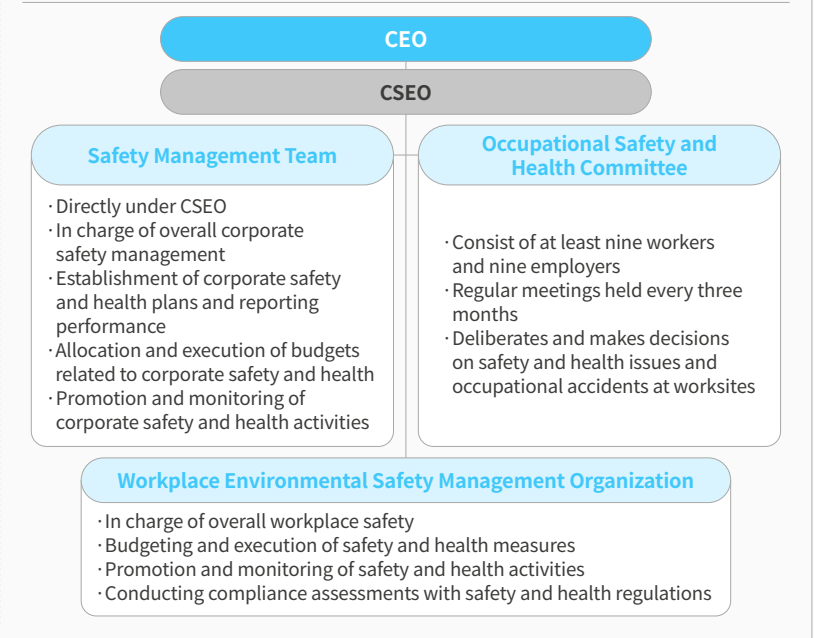 CEO
CSEO
Safety Management Team
·Directly under CSEO
·In charge of overall corporate
safety management
·Establishment of corporate safety
and health plans and reporting
performance
·Allocation and execution of budgets
related to corporate safety and health
·Promotion and monitoring of
corporate safety and health activities
Occupational Safety and
Health Committee
·Consist of at least nine workers
and nine employers
·Regular meetings held every three
months
·Deliberates and makes decisions
on safety and health issues and
occupational accidents at worksites
Workplace Environmental Safety Management Organization
·In charge of overall workplace safety
·Budgeting and execution of safety and health measures
·Promotion and monitoring of safety and health activities
·Conducting compliance assessments with safety and health regulations